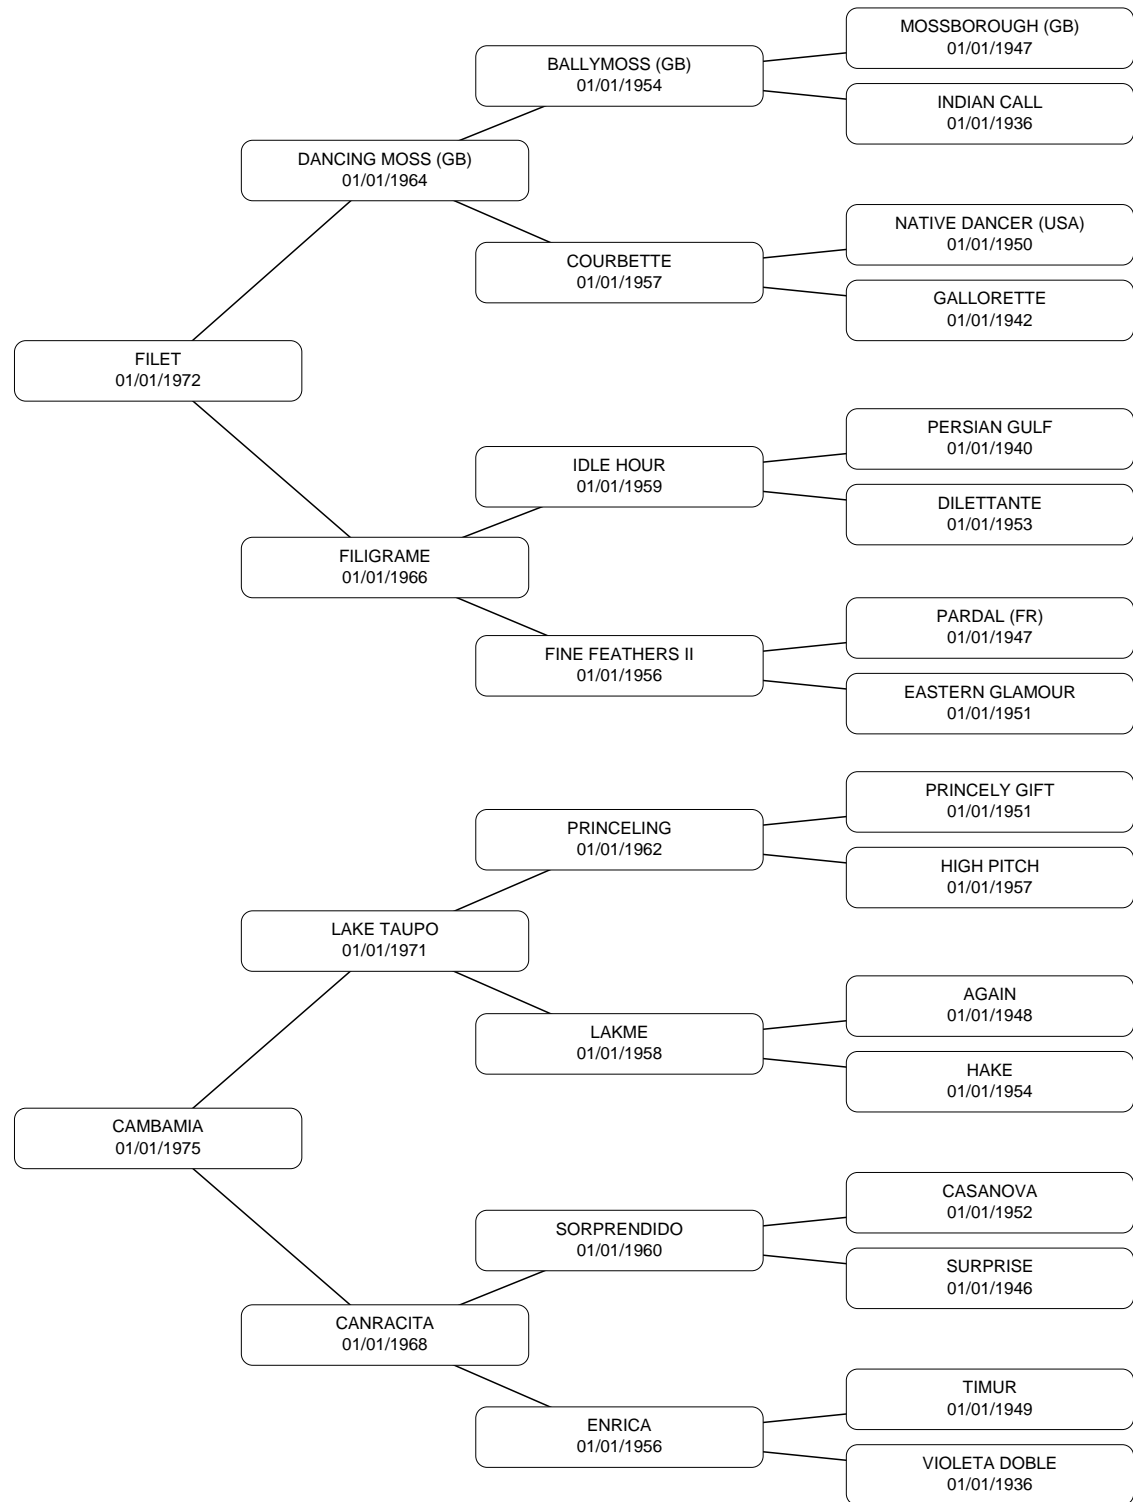 MOSSBOROUGH (GB)
01/01/1947
BALLYMOSS (GB)
01/01/1954
INDIAN CALL
01/01/1936
DANCING MOSS (GB)
01/01/1964
NATIVE DANCER (USA)
01/01/1950
COURBETTE
01/01/1957
GALLORETTE
01/01/1942
FILET
01/01/1972
PERSIAN GULF
01/01/1940
IDLE HOUR
01/01/1959
DILETTANTE
01/01/1953
FILIGRAME
01/01/1966
PARDAL (FR)
01/01/1947
FINE FEATHERS II
01/01/1956
EASTERN GLAMOUR
01/01/1951
PRINCELY GIFT
01/01/1951
PRINCELING
01/01/1962
HIGH PITCH
01/01/1957
LAKE TAUPO
01/01/1971
AGAIN
01/01/1948
LAKME
01/01/1958
HAKE
01/01/1954
CAMBAMIA
01/01/1975
CASANOVA
01/01/1952
SORPRENDIDO
01/01/1960
SURPRISE
01/01/1946
CANRACITA
01/01/1968
TIMUR
01/01/1949
ENRICA
01/01/1956
VIOLETA DOBLE
01/01/1936